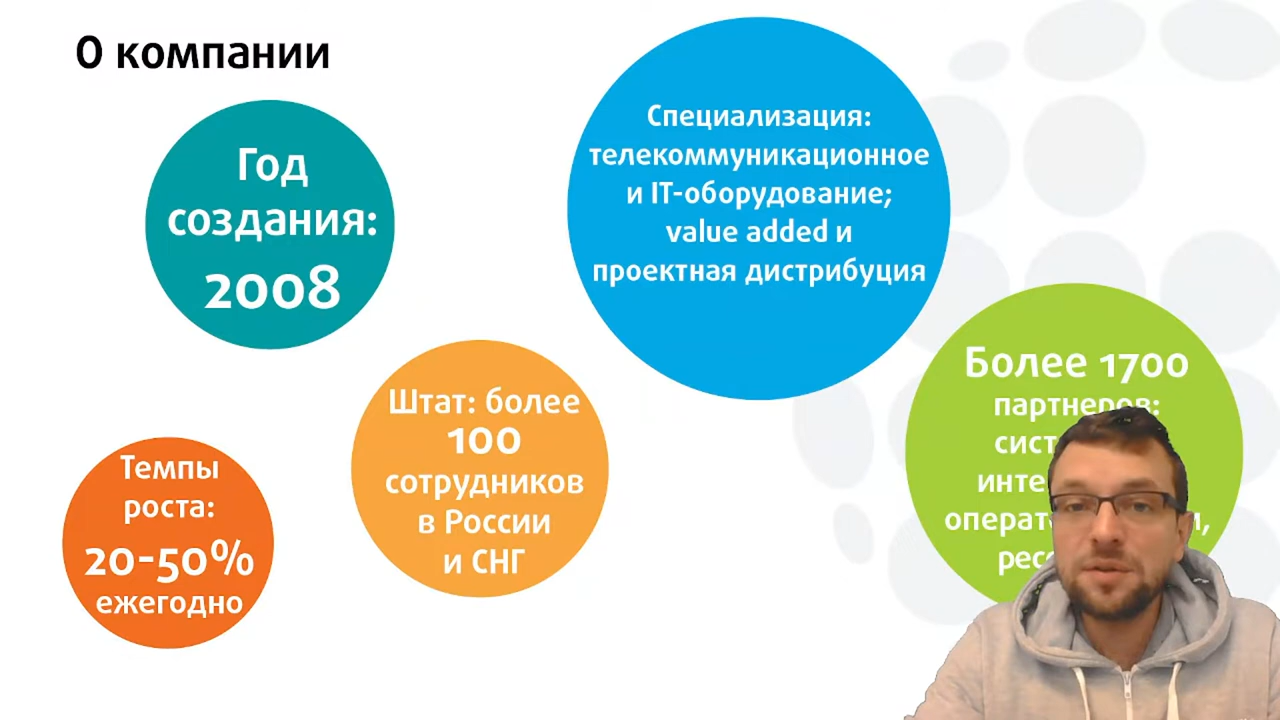 О компании
Год
создания:
2008
Специализация:
телекоммуникационное
и IT-оборудование;
value added и
проектная дистрибуция
Более 1700
партнеров:
Штат: более
100
сотрудников
в России
и СНГ
Темпы
роста:
20-50%
ежегодно